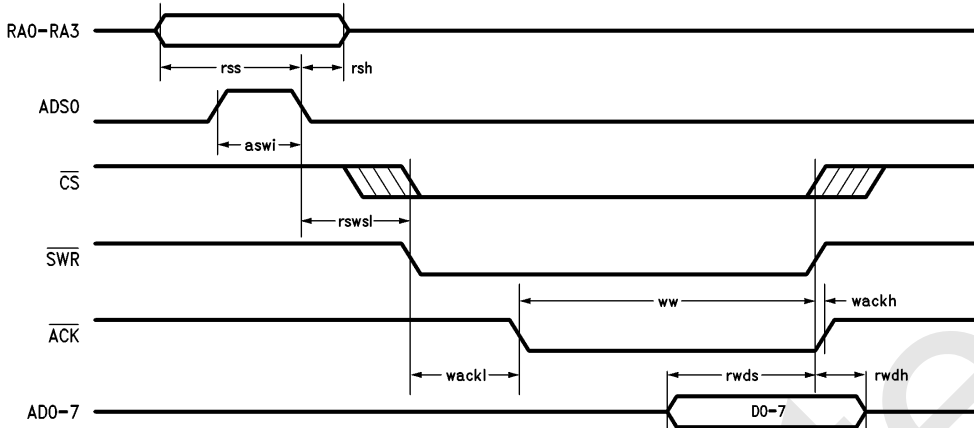 RA0-RA3
rss
rsh
ADS0
aswi
CS
rswsl
SWR
ww
wackh
ACK
wackl
rwds
rwdh
AD0-7
D0-7